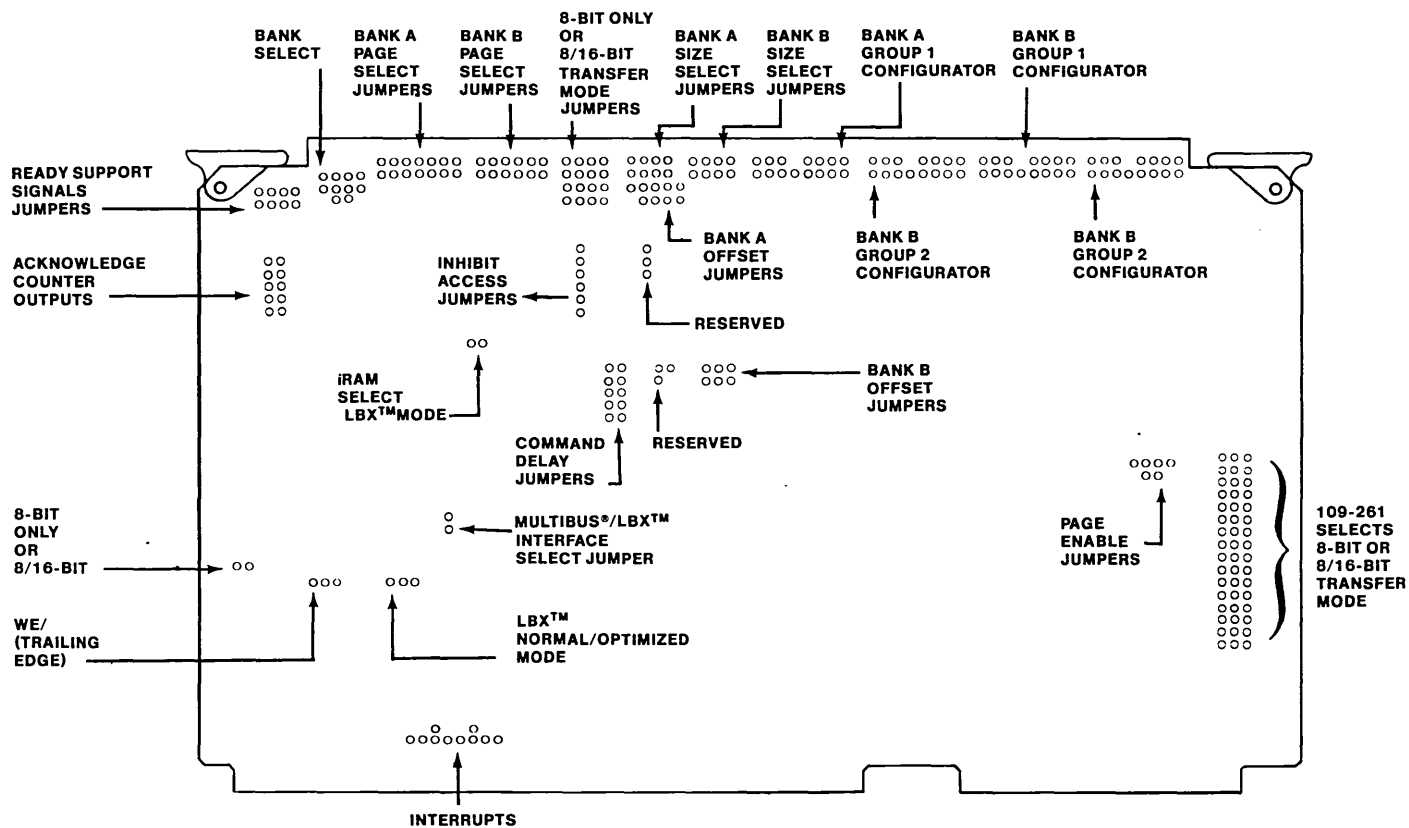 BANK
SELECT
BANK A
PAGE
SELECT
JUMPERS
BANK B
PAGE
SELECT
JUMPERS
8-BIT ONLY
OR
8/16-BIT
TRANSFER
MODE
JUMPERS
BANK A
SIZE
SELECT
JUMPERS
BANK B
SIZE
SELECT
JUMPERS
BANK A
GROUP 1
CONFIGURATOR
BANK B
GROUP 1
CONFIGURATOR
READY SUPPORT
SIGNALS
JUMPERS
ACKNOWLEDGE
COUNTER
OUTPUTS
INHIBIT
ACCESS
JUMPERS
BANK A
OFFSET
JUMPERS
BANK B
GROUP 2
CONFIGURATOR
BANK B
GROUP 2
CONFIGURATOR
RESERVED
iRAM
SELECT
LBX™MODE
BANK B
OFFSET
JUMPERS
COMMAND
DELAY
JUMPERS
RESERVED
8-BIT
ONLY
OR
8/16-BIT
MULTIBUS®/LBX™
INTERFACE
SELECT JUMPER
PAGE
ENABLE
JUMPERS
109-261
SELECTS
8-BIT OR
8/16-BIT
TRANSFER
MODE
WE/
(TRAILING
EDGE)
LBX™
NORMAL/OPTIMIZED
MODE
INTERRUPTS